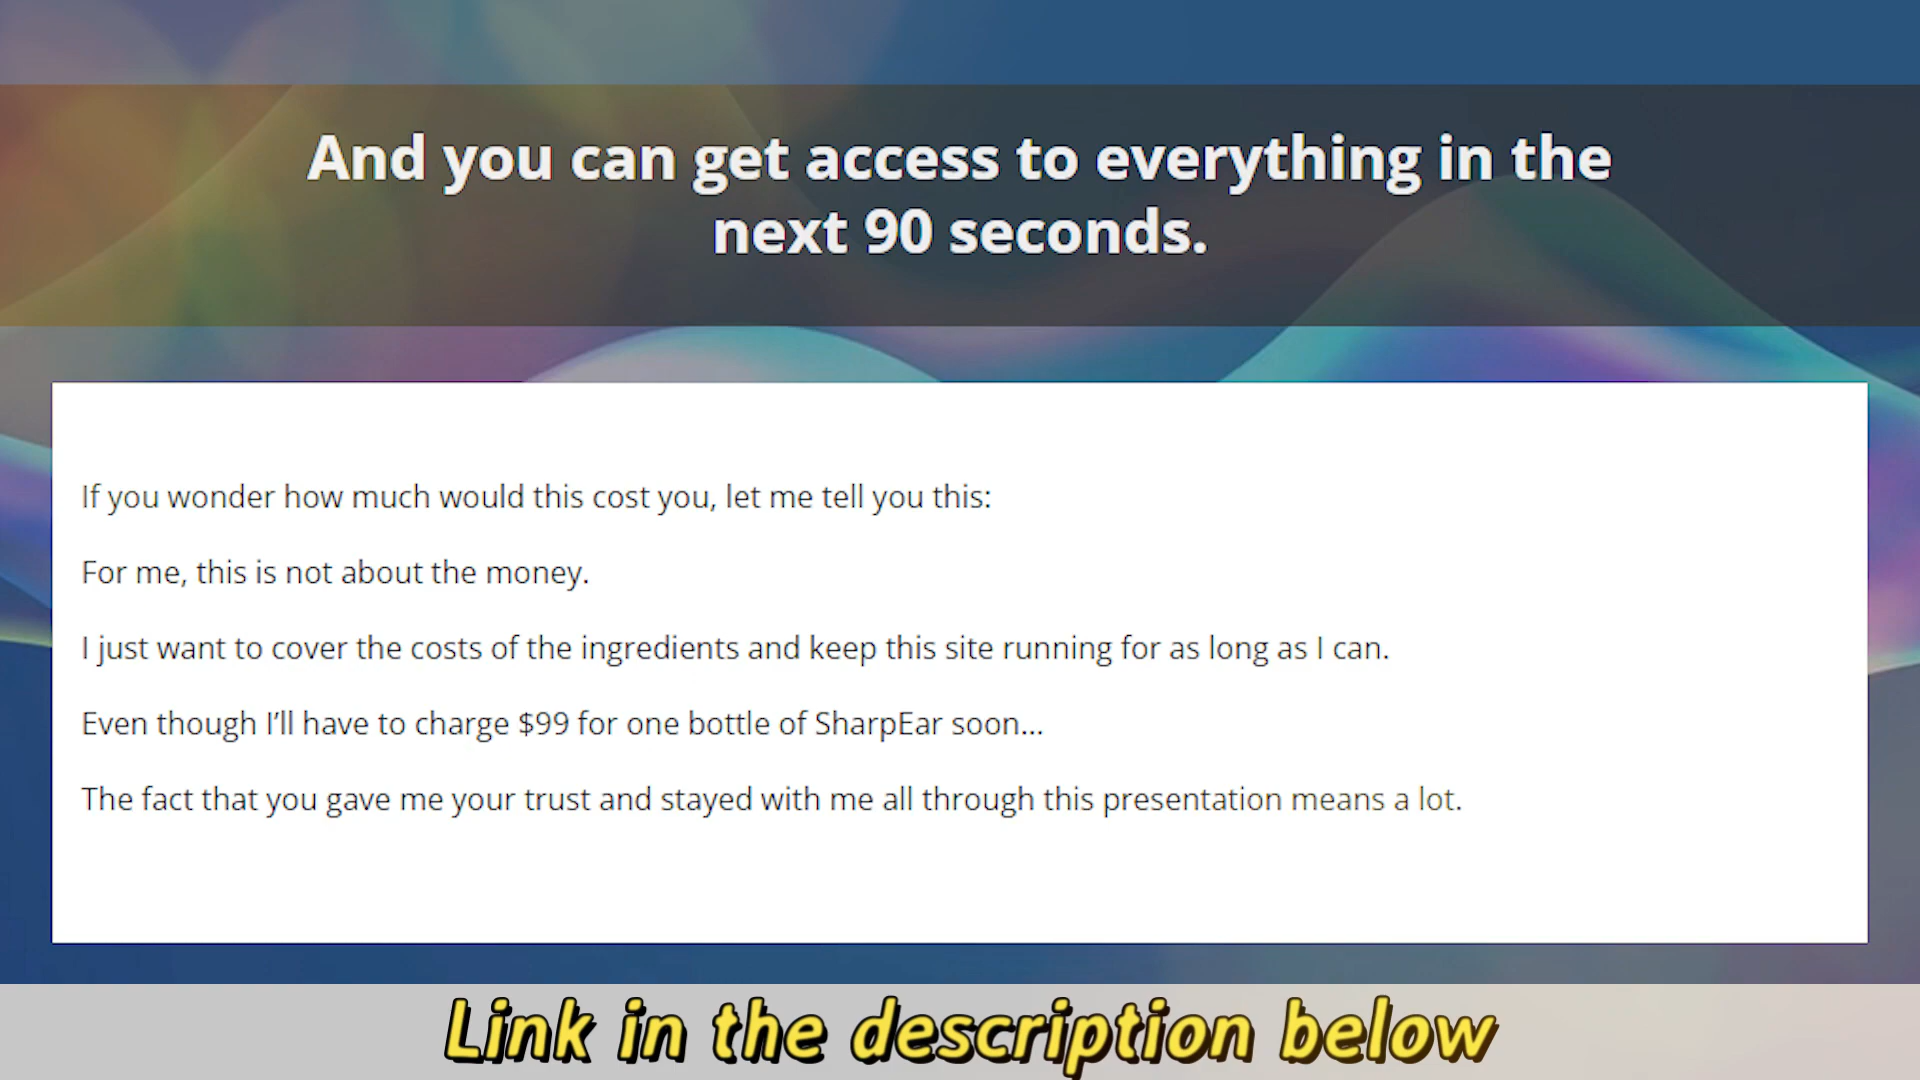 And you can get access to everything in the
next 90 seconds.
If you wonder how much would this cost you, let me tell you this:
For me, this is not about the money.
I just want to cover the costs of the ingredients and keep this site running for as long as I can.
Even though I’ll have to charge $99 for one bottle of SharpEar soon...
The fact that you gave me your trust and stayed with me all through this presentation means a lot.
Link in the description below